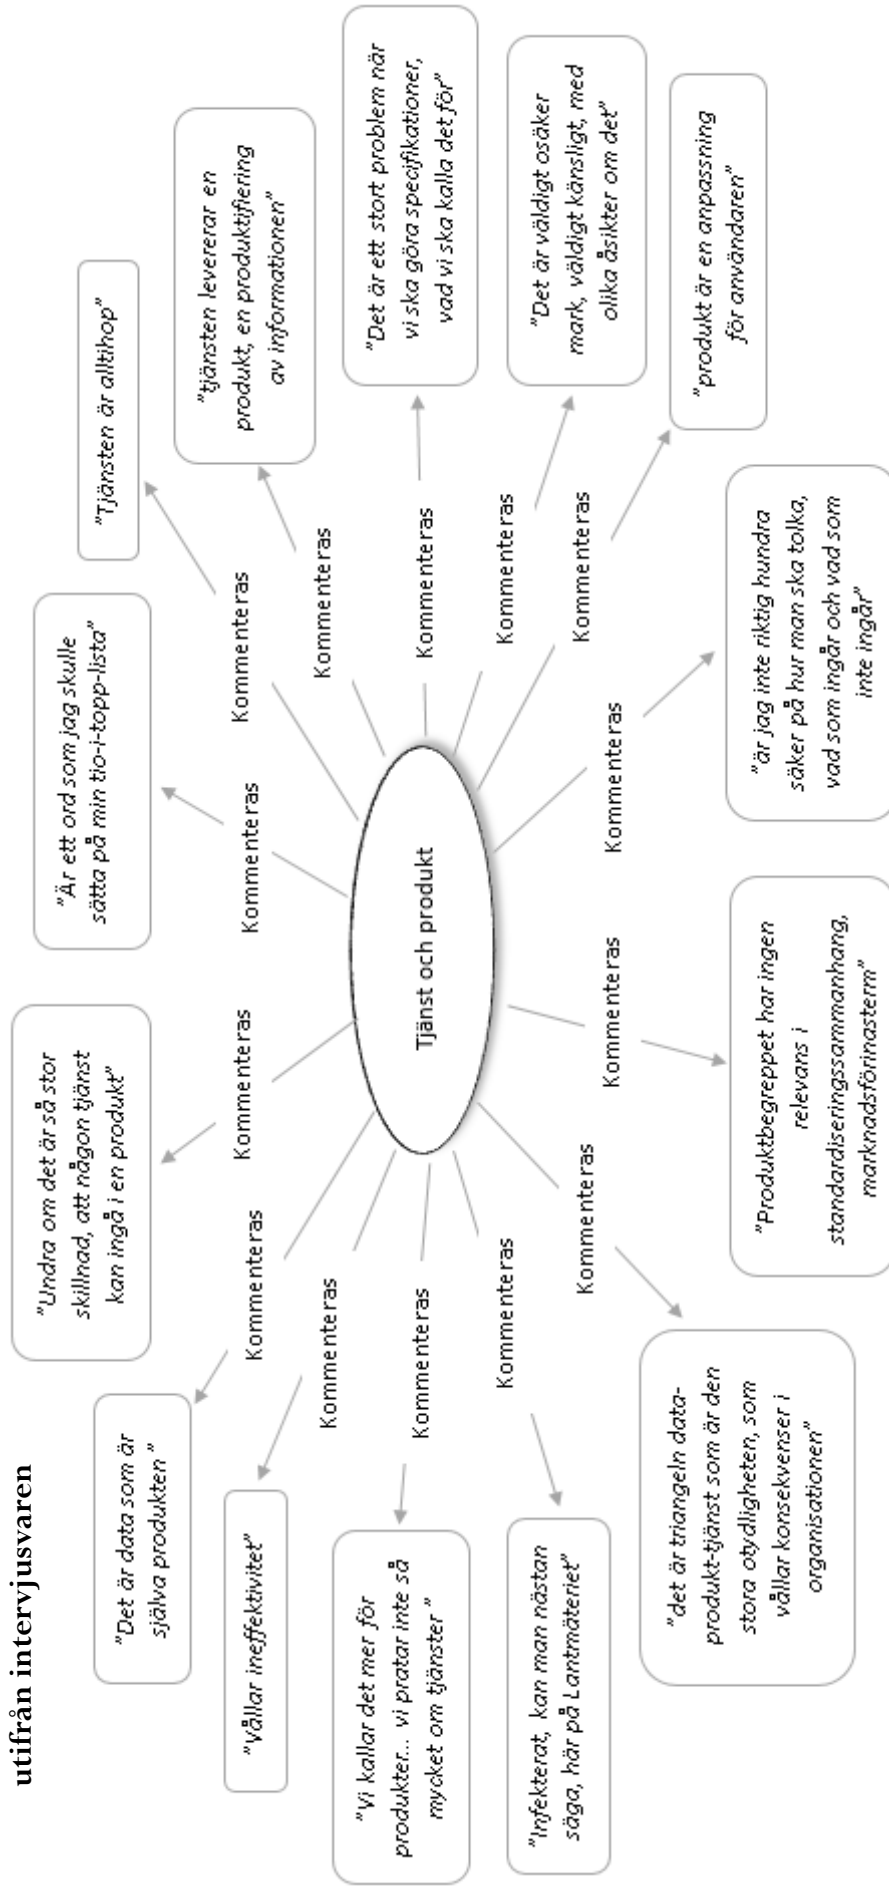 utifrån intervjusvaren
”Det är data som är
själva produkten ”
”Undra om det är så stor
skillnad, att någon tjänst
kan ingå i en produkt”
”Är ett ord som jag skulle
sätta på min tio-i-topp-lista”
”Tjänsten är alltihop”
”tjänsten levererar en
produkt, en produktifiering
av informationen”
”Det är ett stort problem när
vi ska göra specifikationer,
vad vi ska kalla det för”
”Det är väldigt osäker
mark, väldigt känsligt, med
olika åsikter om det”
”produkt är en anpassning
för användaren”
”är jag inte riktig hundra
säker på hur man ska tolka,
vad som ingår och vad som
inte ingår”
”Produktbegreppet har ingen
relevans i
standardiseringssammanhang,
marknadsförinasterm”
”det är triangeln data-
produkt-tjänst som är den
stora otydligheten, som
vållar konsekvenser i
organisationen”
”Infekterat, kan man nästan
säga, här på Lantmäteriet”
”Vi kallar det mer för
produkter... vi pratar inte så
mycket om tjänster ”
”Vållar ineffektivitet”
Kommenteras
Kommenteras
Kommenteras
Kommenteras
Kommenteras
Kommenteras
Kommenteras
Kommenteras
Kommenteras
Kommenteras
Kommenteras
Kommenteras
Kommenteras
Kommenteras
Tjänst och produkt